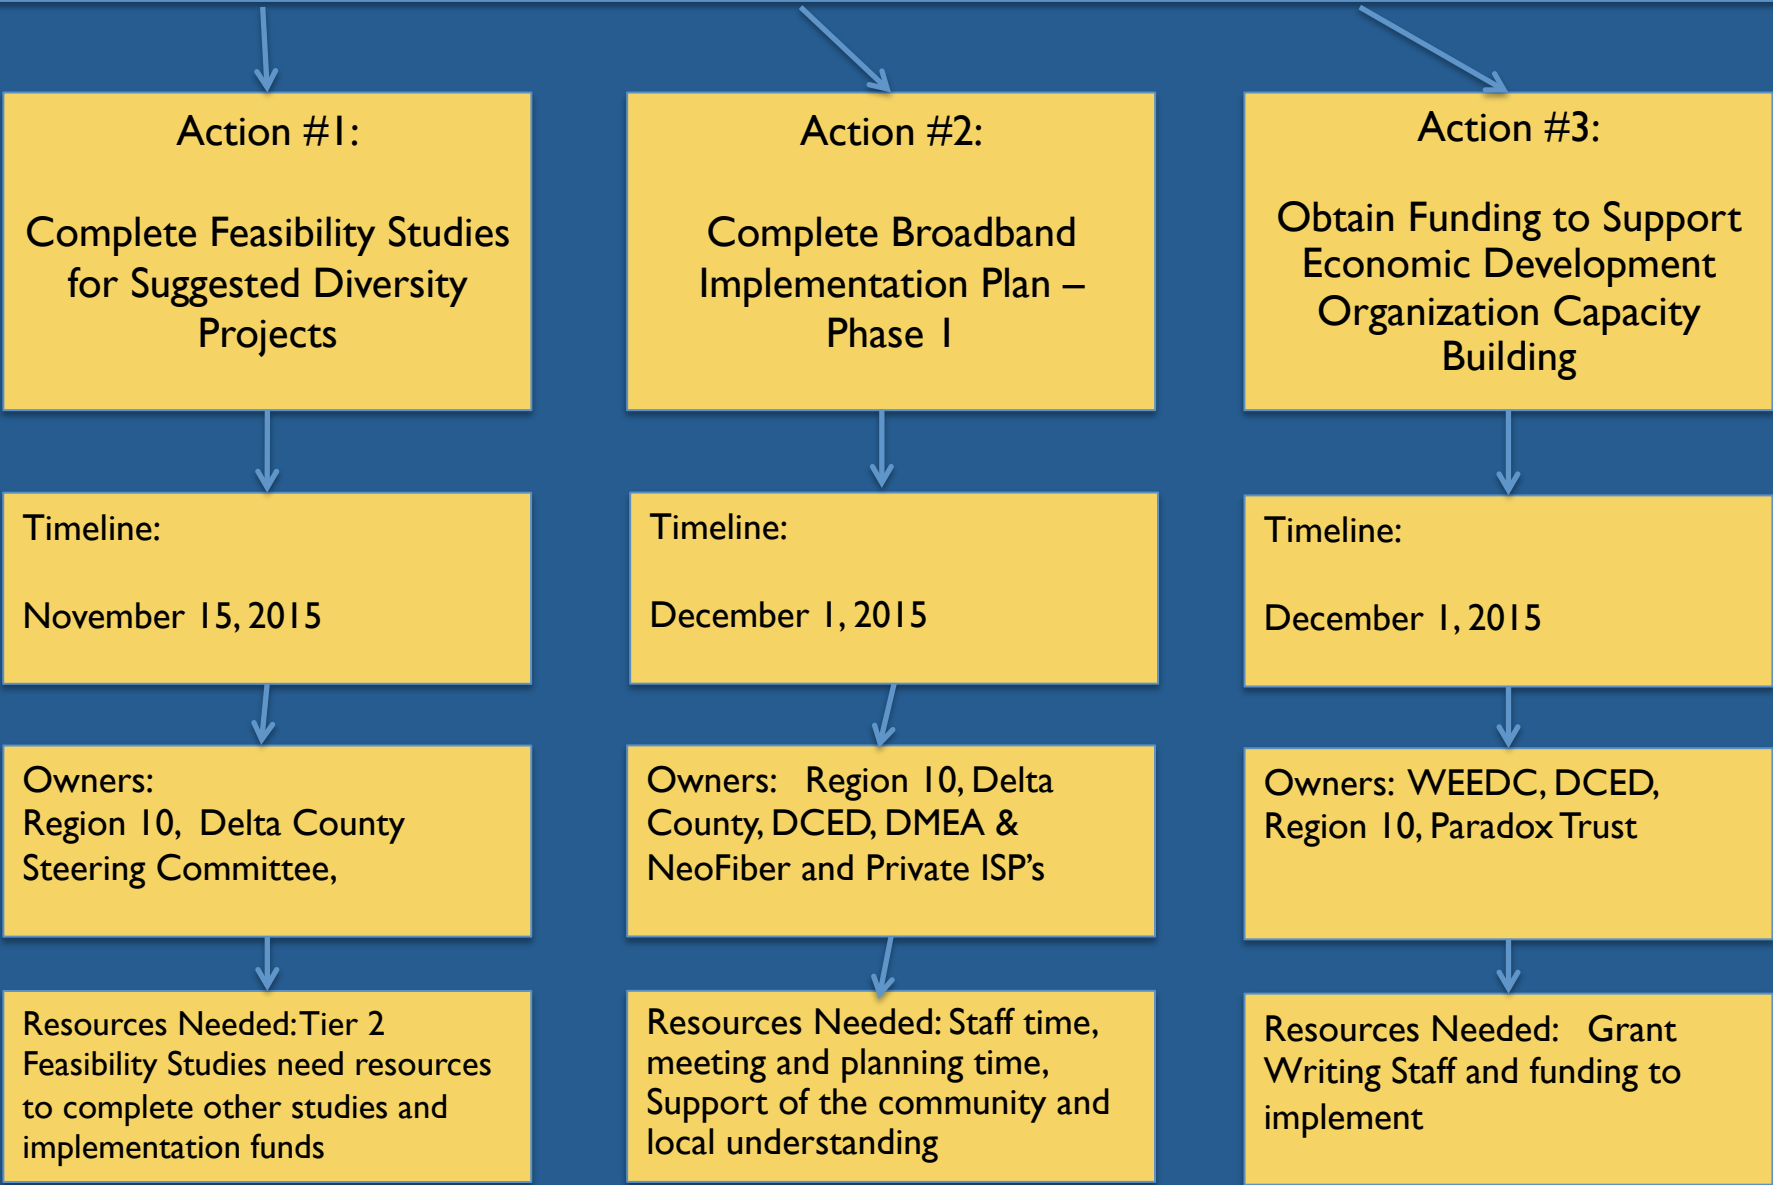 Action #1:
Complete Feasibility Studies
for Suggested Diversity
Projects
Timeline:
November 15, 2015
Owners:
Region 10, Delta County
Steering Committee,
Resources Needed: Tier 2
Feasibility Studies need resources
to complete other studies and
implementation funds
Action #2:
Complete Broadband
Implementation Plan –
Phase 1
Timeline:
December 1, 2015
Owners: Region 10, Delta
County, DCED, DMEA &
NeoFiber and Private ISP’s
Resources Needed: Staff time,
meeting and planning time,
Support of the community and
local understanding
Action #3:
Obtain Funding to Support
Economic Development
Organization Capacity
Building
Timeline:
December 1, 2015
Owners: WEEDC, DCED,
Region 10, Paradox Trust
Resources Needed: Grant
Writing Staff and funding to
implement